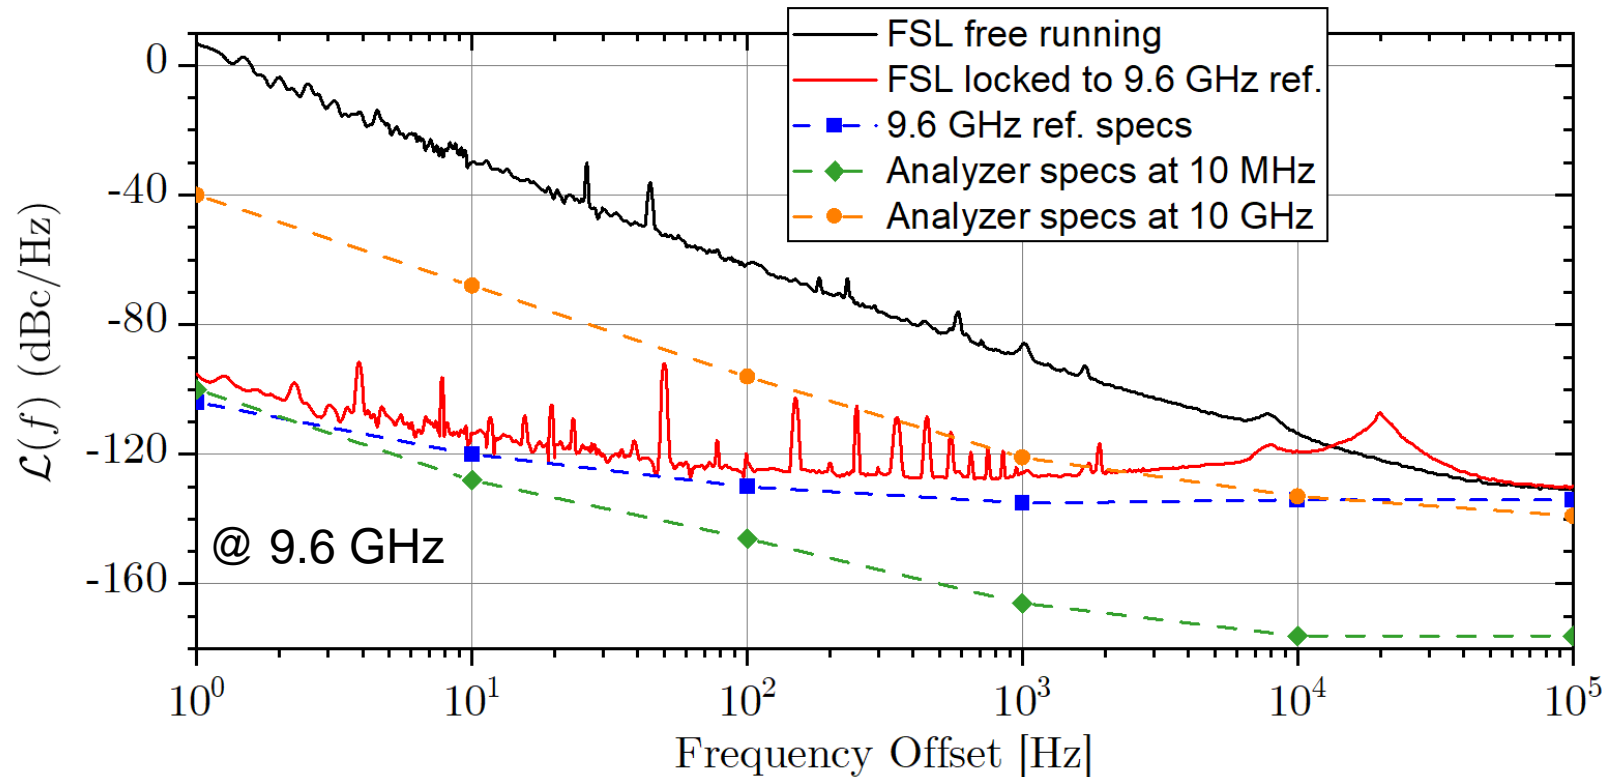 FSL free running
FSL locked to 9.6 GHz ref.
9.6 GHz ref. specs
Analyzer specs at 10 MHz
Analyzer specs at 10 GHz
0
-40
-80
-120
-160
ℒ(f) (dBc/Hz)
@ 9.6 GHz
10⁰ 10¹ 10² 10³ 10⁴ 10⁵
Frequency Offset [Hz]